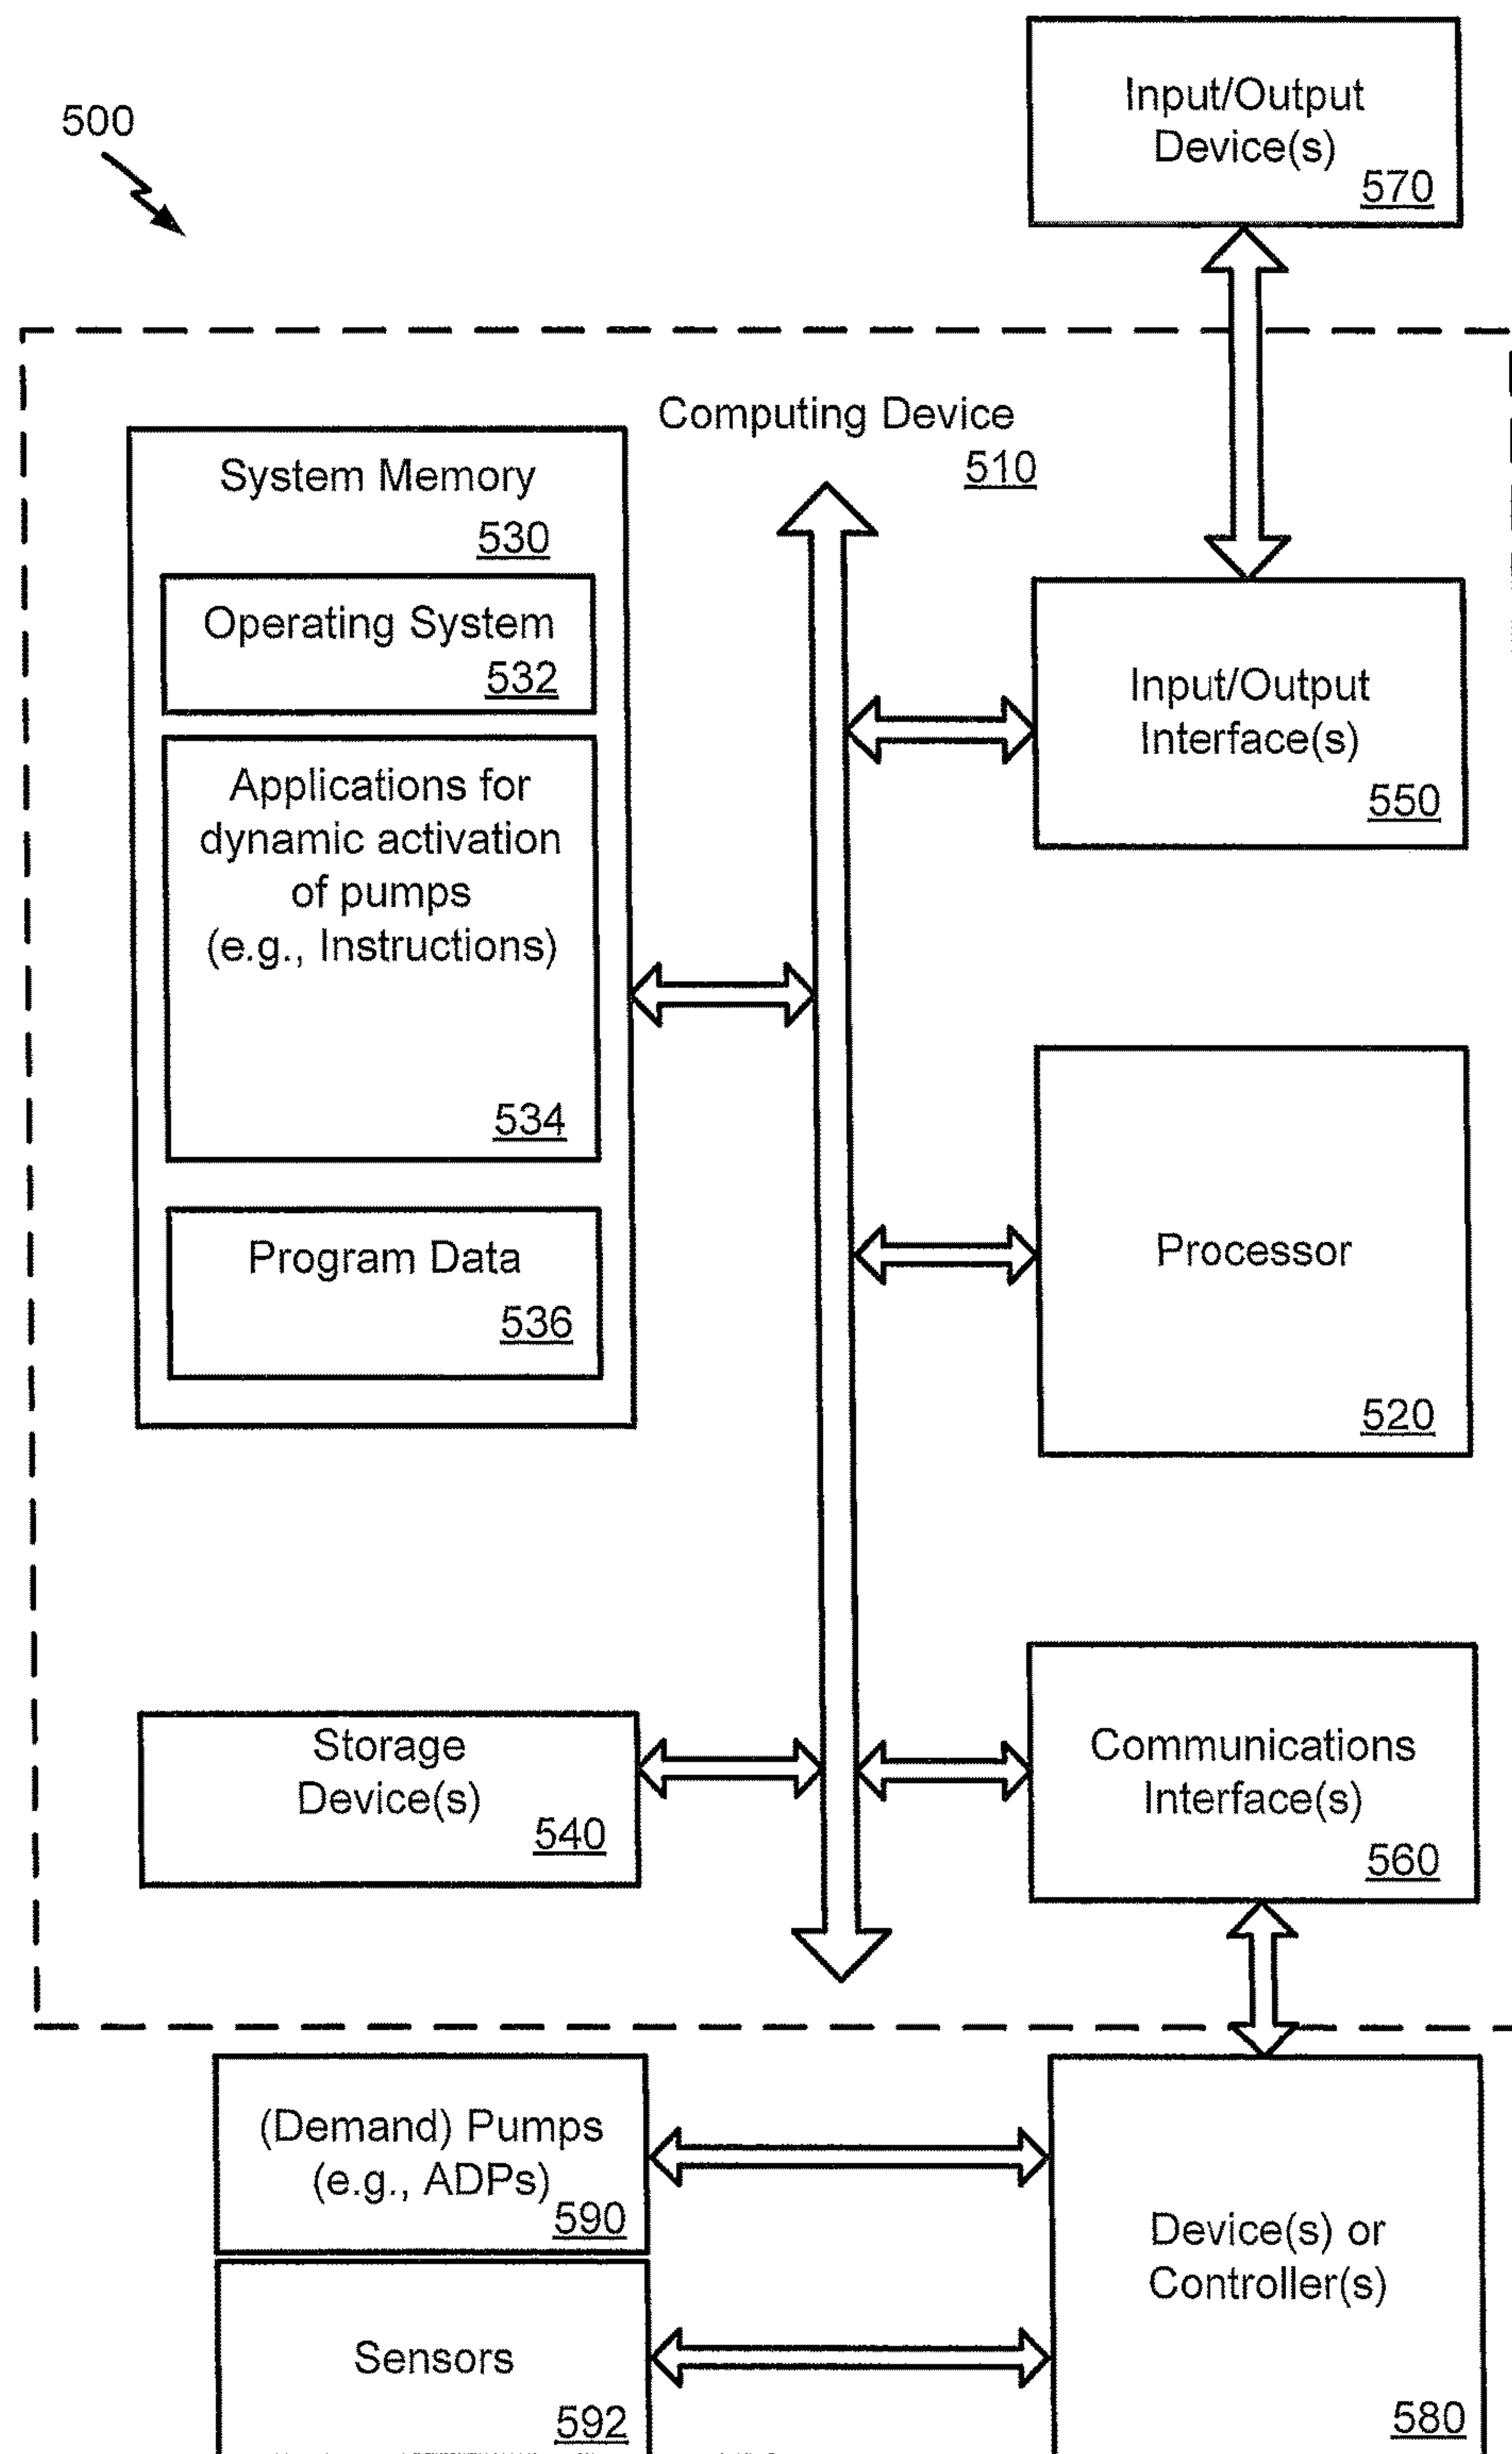 500
Input/Output
Device(s)
570
Computing Device
510
System Memory
530
Operating System
532
Applications for
dynamic activation
of pumps
(e.g., Instructions)
534
Program Data
536
Input/Output
Interface(s)
550
Processor
520
Storage
Device(s)
540
Communications
Interface(s)
560
(Demand) Pumps
(e.g., ADPs)
590
Sensors
592
Device(s) or
Controller(s)
580